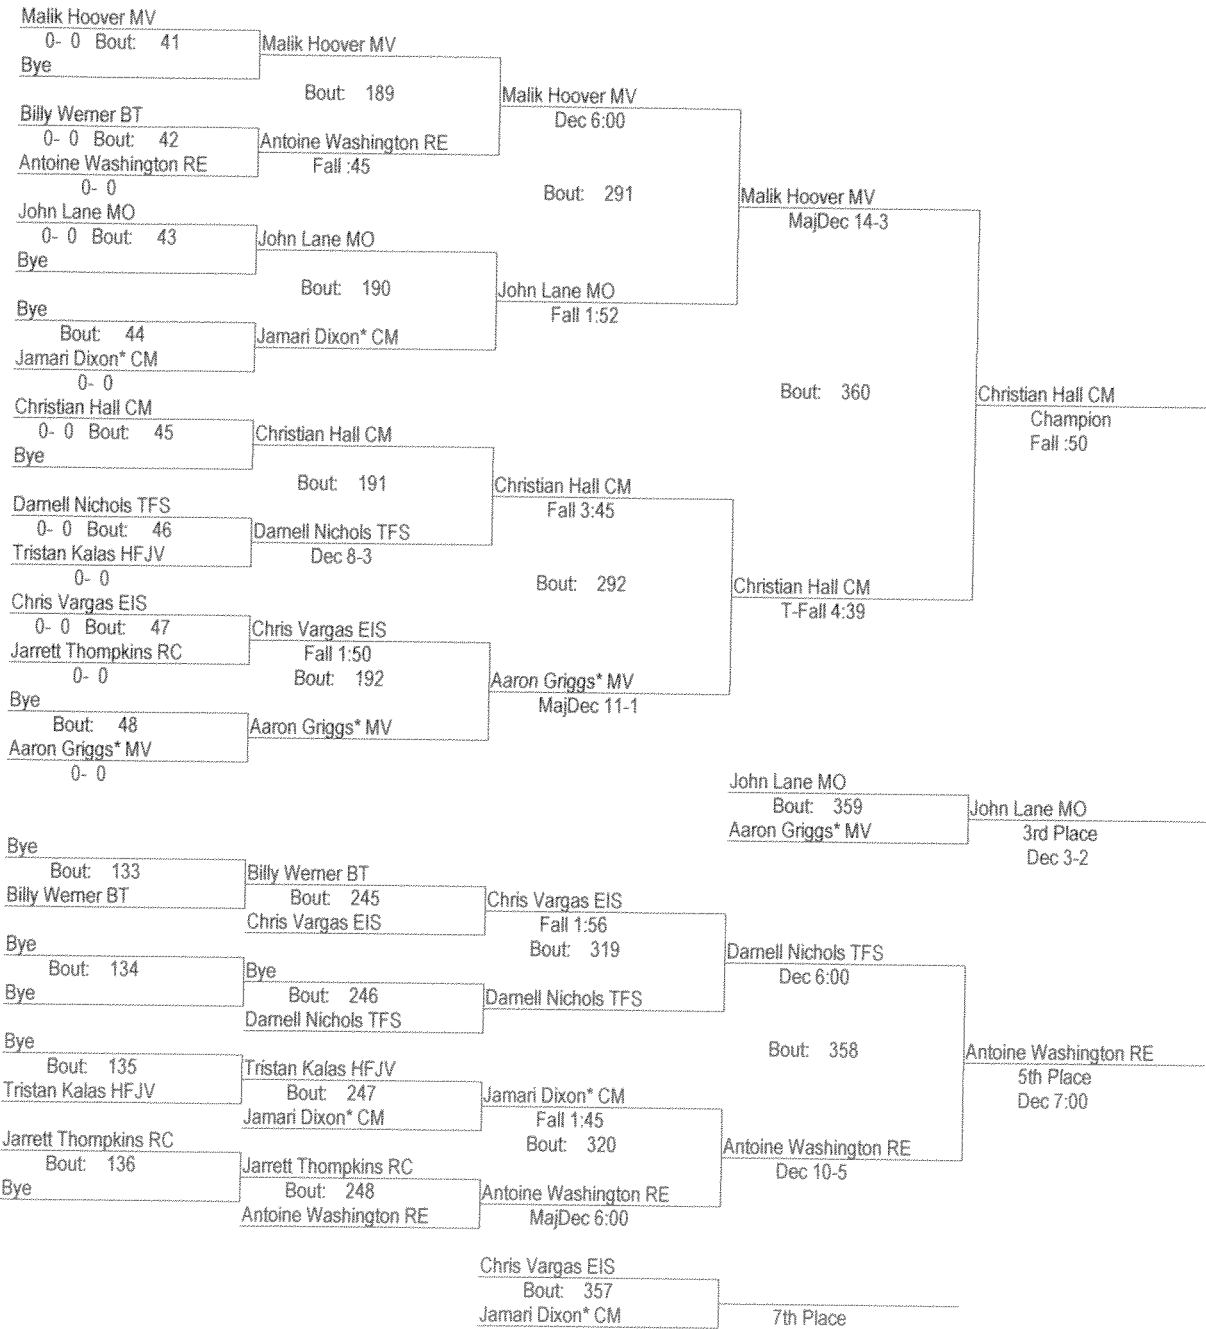 Malik Hoover MV
0- 0 Bout: 41
Malik Hoover MV
Bye
Bout: 189
Malik Hoover MV
Dec 6:00
Billy Werner BT
0- 0 Bout: 42
Antoine Washington RE
Antoine Washington RE
Fall :45
0- 0
Bout: 291
Malik Hoover MV
MajDec 14-3
John Lane MO
0- 0 Bout: 43
John Lane MO
Bye
Bout: 190
John Lane MO
Fall 1:52
Bye
Bout: 44
Jamari Dixon* CM
Jamari Dixon* CM
0- 0
Bout: 360
Christian Hall CM
Champion
Fall :50
Christian Hall CM
0- 0 Bout: 45
Christian Hall CM
Bye
Bout: 191
Christian Hall CM
Fall 3:45
Darnell Nichols TFS
0- 0 Bout: 46
Darnell Nichols TFS
Tristan Kalas HFJV
Dec 8-3
0- 0
Bout: 292
Christian Hall CM
T-Fall 4:39
Chris Vargas EIS
0- 0 Bout: 47
Chris Vargas EIS
Jarrett Thompkins RC
Fall 1:50
0- 0
Bout: 192
Aaron Griggs* MV
MajDec 11-1
Bye
Bout: 48
Aaron Griggs* MV
Aaron Griggs* MV
0- 0
John Lane MO
Bout: 359
John Lane MO
Aaron Griggs* MV
3rd Place
Dec 3-2
Bye
Bout: 133
Billy Werner BT
Billy Werner BT
Bout: 245
Chris Vargas EIS
Chris Vargas EIS
Fall 1:56
Bout: 319
Darnell Nichols TFS
Dec 6:00
Bye
Bout: 134
Bye
Bye
Bout: 246
Darnell Nichols TFS
Darnell Nichols TFS
Bout: 358
Antoine Washington RE
5th Place
Dec 7:00
Bye
Bout: 135
Tristan Kalas HFJV
Tristan Kalas HFJV
Bout: 247
Jamari Dixon* CM
Jamari Dixon* CM
Fall 1:45
Bout: 320
Antoine Washington RE
Dec 10-5
Jarrett Thompkins RC
Bout: 136
Jarrett Thompkins RC
Bye
Bout: 248
Antoine Washington RE
Antoine Washington RE
MajDec 6:00
Chris Vargas EIS
Bout: 357
Jamari Dixon* CM
7th Place